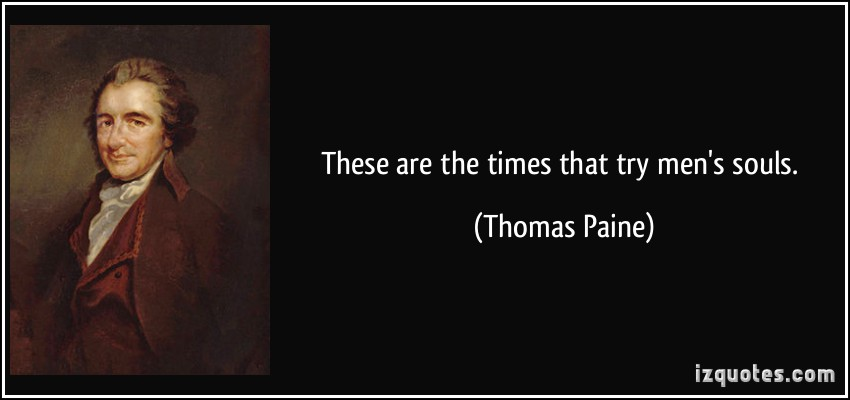 These are the times that try men's souls.
(Thomas Paine)
izquotes.com